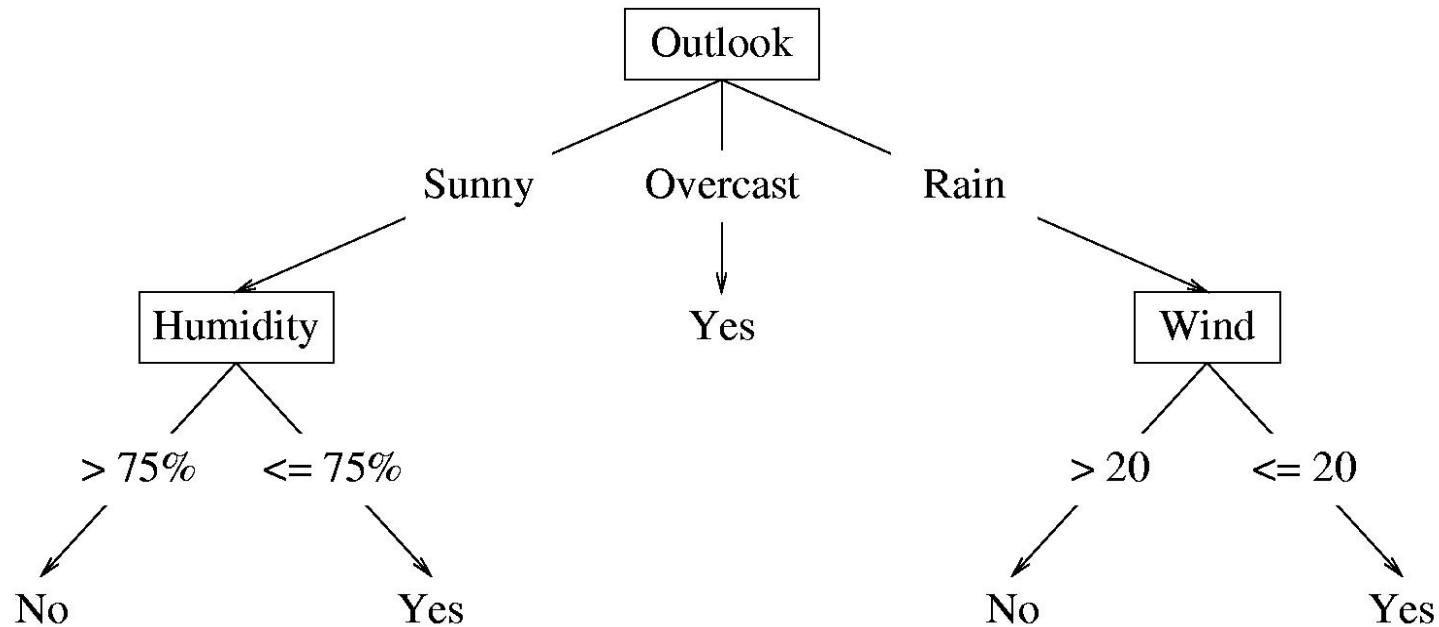 Outlook
Sunny Overcast Rain
Humidity Yes Wind
> 75% <= 75% > 20 <= 20
No Yes No Yes